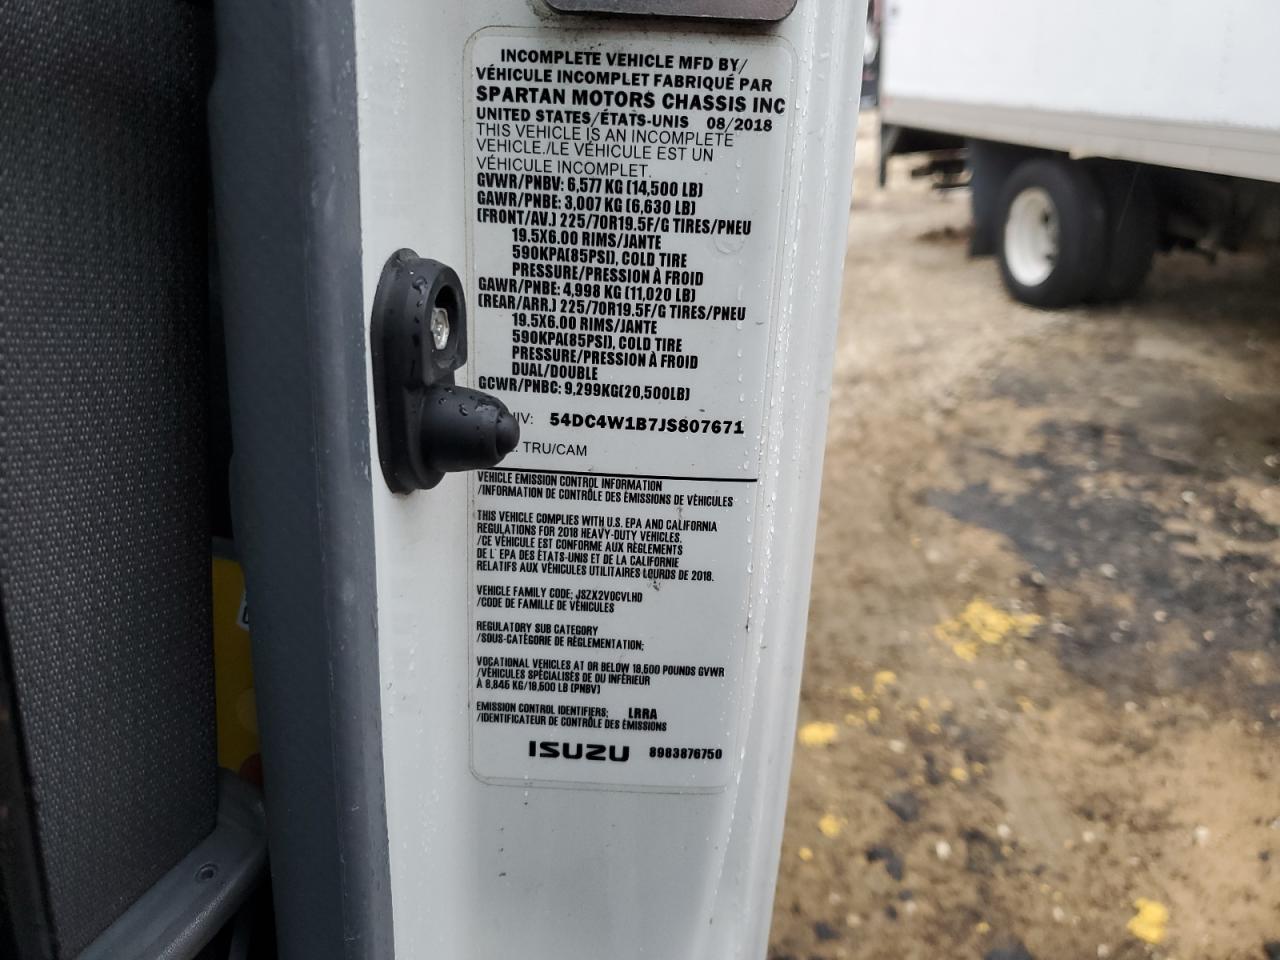 INCOMPLETE VEHICLE MFD BY/
VÉHICULE INCOMPLET FABRIQUÉ PAR
SPARTAN MOTORS CHASSIS INC
UNITED STATES/ÉTATS-UNIS 08/2018
THIS VEHICLE IS AN INCOMPLETE
VEHICLE./LE VÉHICULE EST UN
VÉHICULE INCOMPLET.
GVWR/PNBV: 6,577 KG (14,500 LB)
GAWR/PNBE: 3,007 KG (6,630 LB)
(FRONT/AV.) 225/70R19.5F/G TIRES/PNEU
19.5X6.00 RIMS/JANTE
590KPA(85PSI), COLD TIRE
PRESSURE/PRESSION À FROID
GAWR/PNBE: 4,998 KG (11,020 LB)
(REAR/ARR.) 225/70R19.5F/G TIRES/PNEU
19.5X6.00 RIMS/JANTE
590KPA(85PSI), COLD TIRE
PRESSURE/PRESSION À FROID
DUAL/DOUBLE
GCWR/PNBC: 9,299KG(20,500LB)
NIV: 54DC4W1B7JS807671
TRU/CAM
VEHICLE EMISSION CONTROL INFORMATION
/INFORMATION DE CONTRÔLE DES ÉMISSIONS DE VÉHICULES
THIS VEHICLE COMPLIES WITH U.S. EPA AND CALIFORNIA
REGULATIONS FOR 2018 HEAVY-DUTY VEHICLES.
/CE VÉHICULE EST CONFORME AUX RÈGLEMENTS
DE L' EPA DES ÉTATS-UNIS ET DE LA CALIFORNIE
RELATIFS AUX VÉHICULES UTILITAIRES LOURDS DE 2018.
VEHICLE FAMILY CODE; JSZX2VOCVLHD
/CODE DE FAMILLE DE VÉHICULES
REGULATORY SUB CATEGORY
/SOUS-CATÉGORIE DE RÉGLEMENTATION;
VOCATIONAL VEHICLES AT OR BELOW 19,500 POUNDS GVWR
/VÉHICULES SPÉCIALISÉS DE OU INFÉRIEUR
À 8,845 KG/19,500 LB (PNBV)
EMISSION CONTROL IDENTIFIERS; LRRA
/IDENTIFICATEUR DE CONTRÔLE DES ÉMISSIONS
ISUZU 8983876750